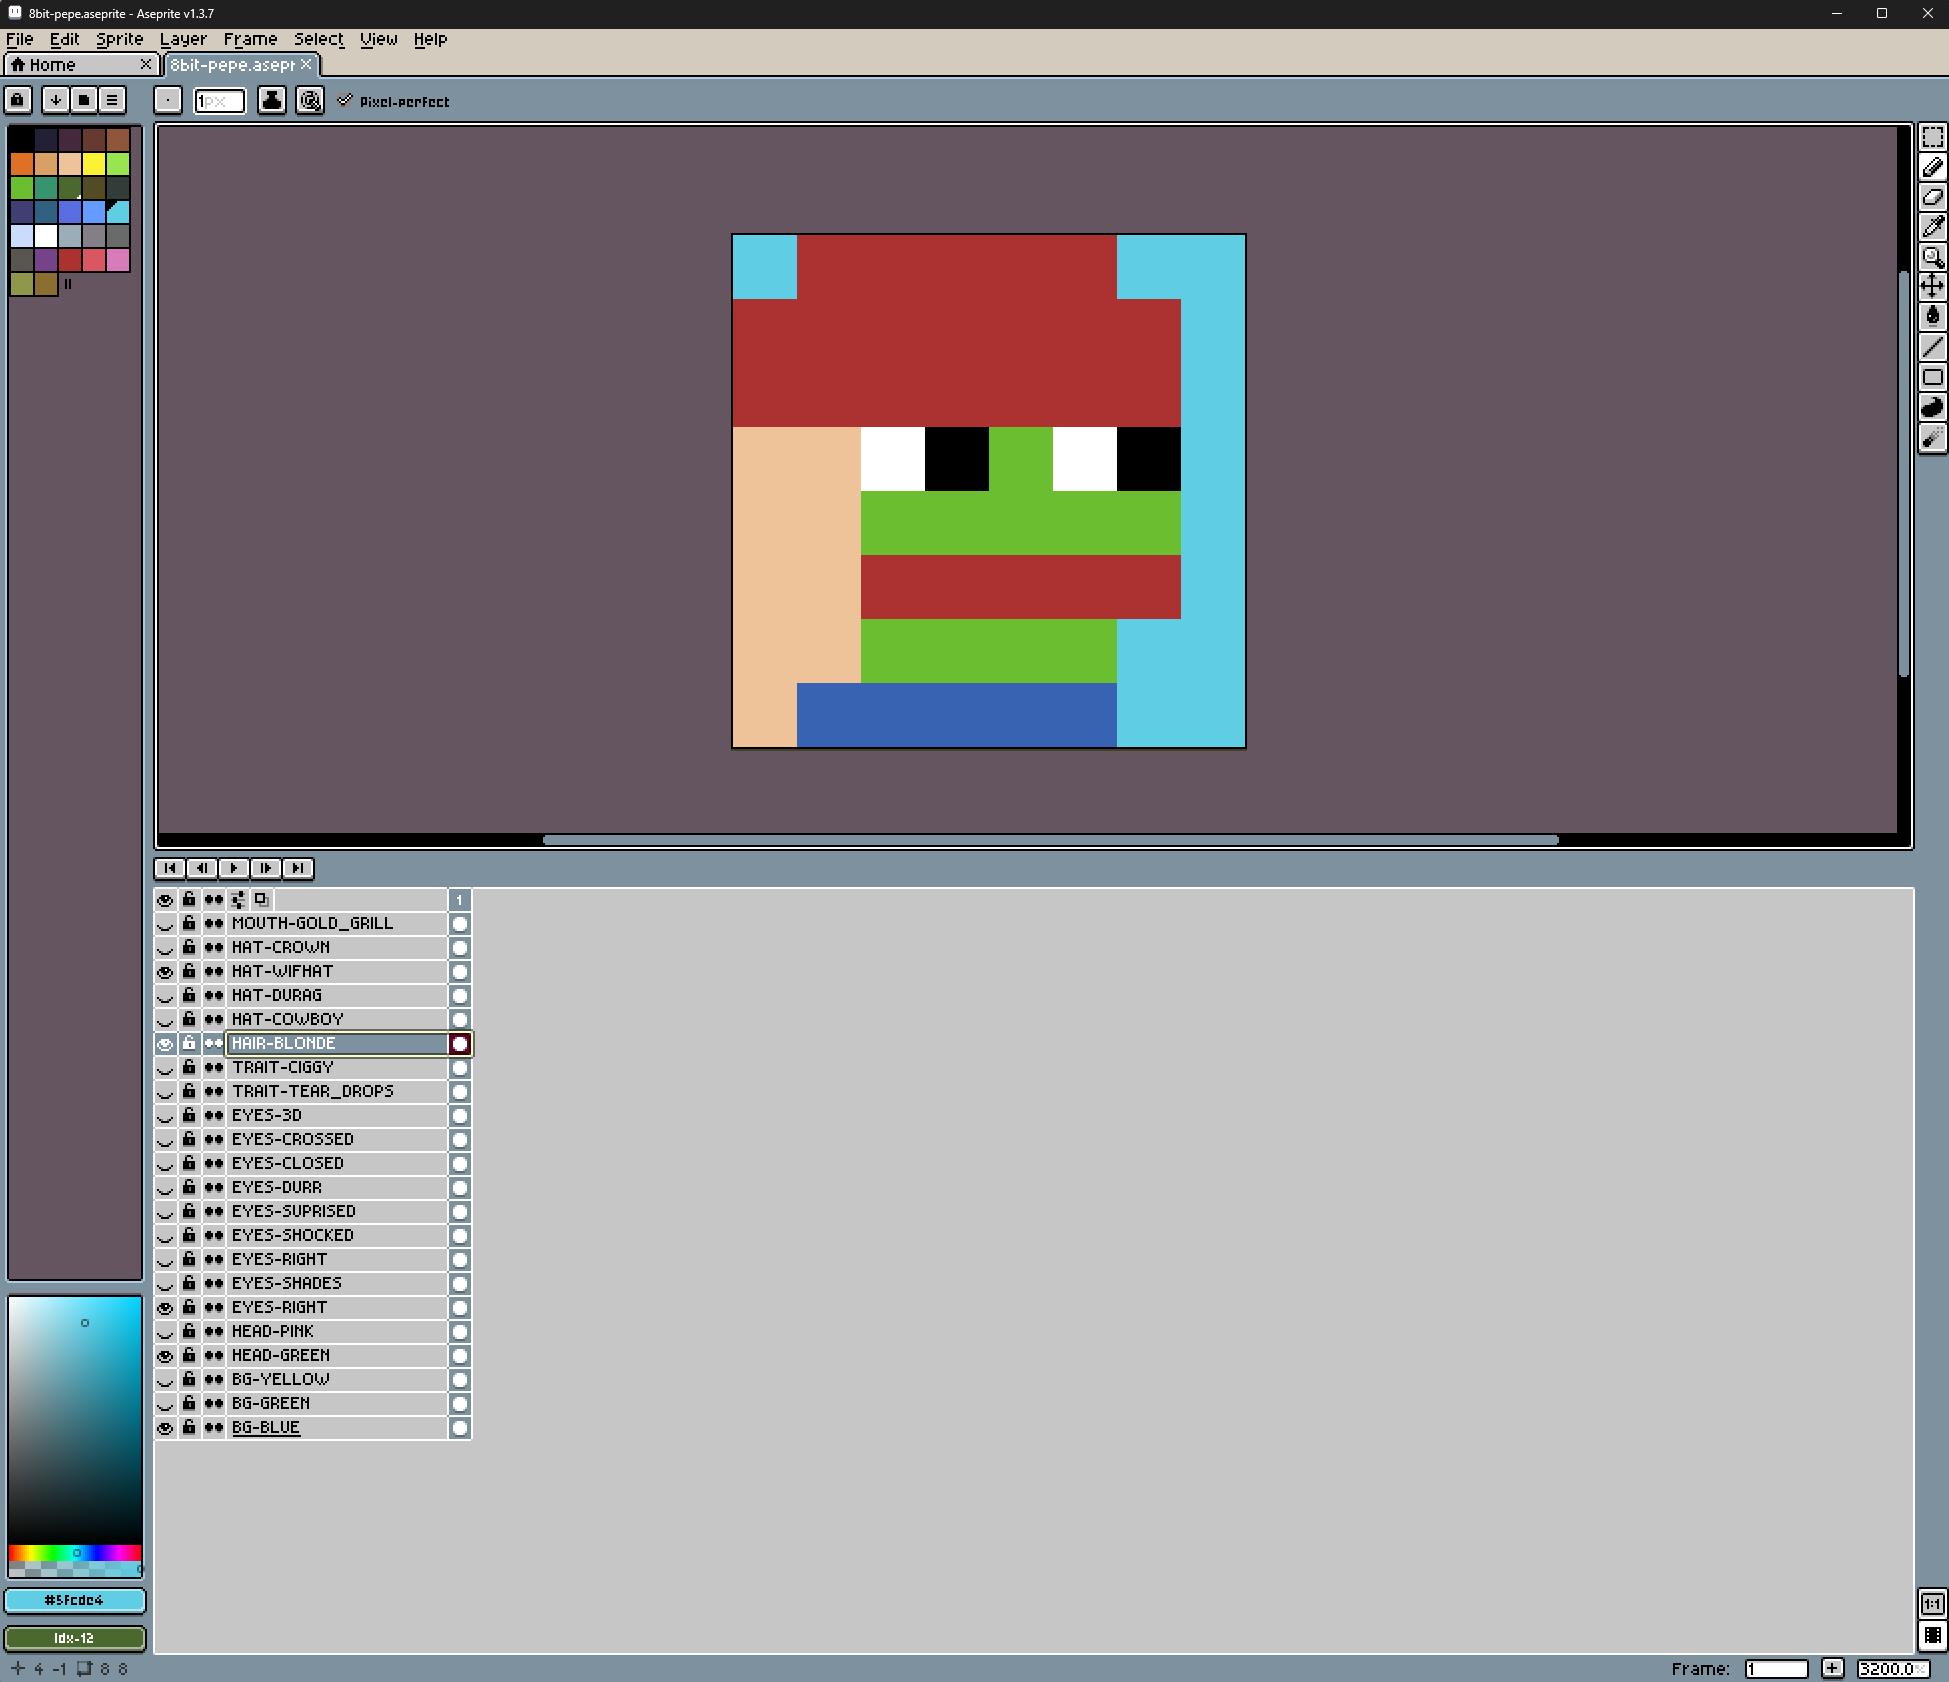 8bit-pepe.aseprite - Aseprite v1.3.7
File Edit Sprite Layer Frame Select View Help
Home
8bit-pepe.asepr
1px
Pixel-perfect
1
MOUTH-GOLD_GRILL
HAT-CROWN
HAT-WIFHAT
HAT-DURAG
HAT-COWBOY
HAIR-BLONDE
TRAIT-CIGGY
TRAIT-TEAR_DROPS
EYES-3D
EYES-CROSSED
EYES-CLOSED
EYES-DURR
EYES-SUPRISED
EYES-SHOCKED
EYES-RIGHT
EYES-SHADES
EYES-RIGHT
HEAD-PINK
HEAD-GREEN
BG-YELLOW
BG-GREEN
BG-BLUE
#5fcde4
Idx-12
1:1
4 -1 8 8
Frame: 1
3200.0